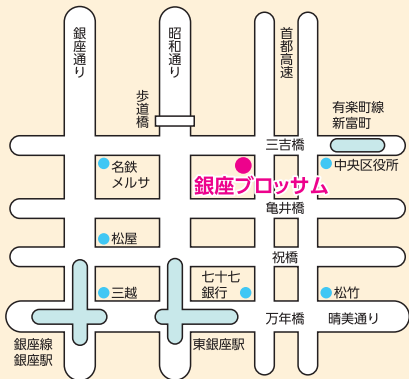 銀座通り
昭和通り
首都高速
歩道橋
有楽町線
新富町
三吉橋
名鉄
メルサ
中央区役所
銀座ブロッサム
亀井橋
松屋
祝橋
三越
七十七
銀行
松竹
万年橋
晴美通り
銀座線
銀座駅
東銀座駅